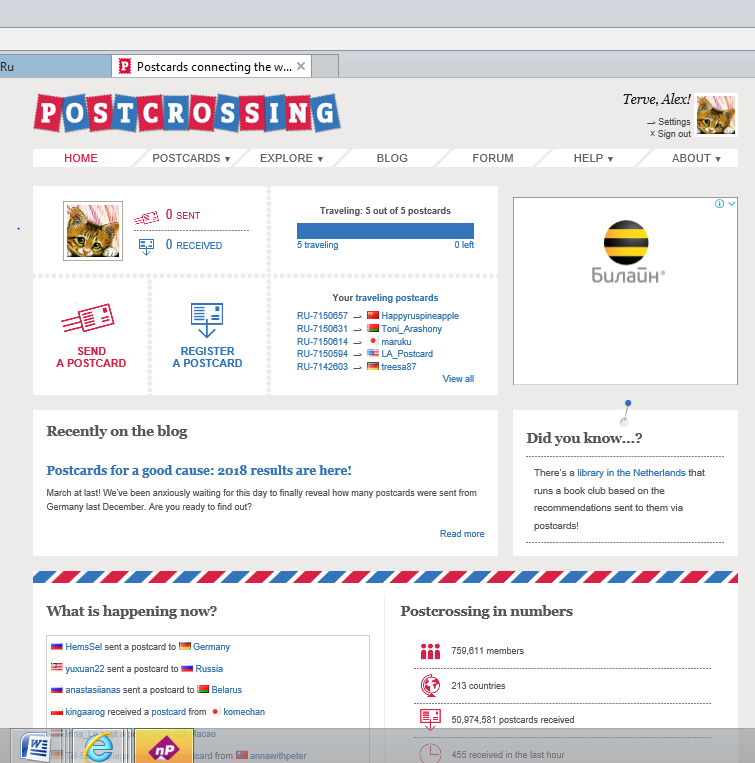 Ru
Postcards connecting the w...
POSTCROSSING
Terve, Alex!
Settings
Sign out
HOME
POSTCARDS
EXPLORE
BLOG
FORUM
HELP
ABOUT
0 SENT
0 RECEIVED
Traveling: 5 out of 5 postcards
5 traveling 0 left
Билайн®
SEND
A POSTCARD
REGISTER
A POSTCARD
Your traveling postcards
RU-7150657 Happyruspineapple
RU-7150631 Toni_Arashony
RU-7150614 maruku
RU-7150594 LA_Postcard
RU-7142603 treesa87
View all
Recently on the blog
Postcards for a good cause: 2018 results are here!
March at last! We've been anxiously waiting for this day to finally reveal how many postcards were sent from
Germany last December. Are you ready to find out?
Read more
Did you know...?
There's a library in the Netherlands that
runs a book club based on the
recommendations sent to them via
postcards!
What is happening now?
HemsSel sent a postcard to Germany
yuxuan22 sent a postcard to Russia
anastasiianas sent a postcard to Belarus
kingaarog received a postcard from komechan
sent a Macao
card from annawithpeter
Postcrossing in numbers
759,611 members
213 countries
50,974,581 postcards received
455 received in the last hour
W
nP